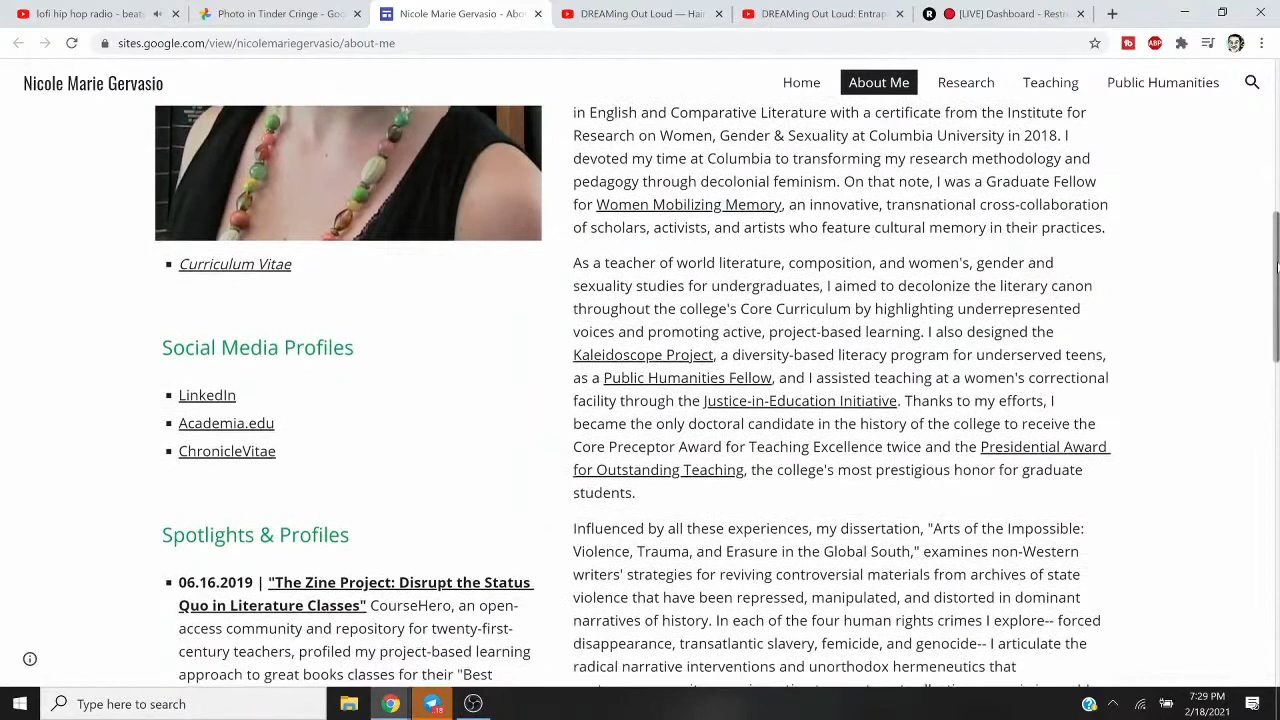 lofi hip hop radio - beats
Photo in Tinder - Go
Nicole Marie Gervasio - Abo
DREAMing Out Loud — Hair
DREAMing Out Loud: Entrap
[LIVE] Dashboard - Restr
sites.google.com/view/nicolemariegervasio/about-me
Nicole Marie Gervasio
Home
About Me
Research
Teaching
Public Humanities
Curriculum Vitae
Social Media Profiles
LinkedIn
Academia.edu
ChronicleVitae
Spotlights & Profiles
06.16.2019 | "The Zine Project: Disrupt the Status
Quo in Literature Classes" CourseHero, an open-
access community and repository for twenty-first-
century teachers, profiled my project-based learning
approach to great books classes for their "Best
in English and Comparative Literature with a certificate from the Institute for
Research on Women, Gender & Sexuality at Columbia University in 2018. I
devoted my time at Columbia to transforming my research methodology and
pedagogy through decolonial feminism. On that note, I was a Graduate Fellow
for Women Mobilizing Memory, an innovative, transnational cross-collaboration
of scholars, activists, and artists who feature cultural memory in their practices.
As a teacher of world literature, composition, and women's, gender and
sexuality studies for undergraduates, I aimed to decolonize the literary canon
throughout the college's Core Curriculum by highlighting underrepresented
voices and promoting active, project-based learning. I also designed the
Kaleidoscope Project, a diversity-based literacy program for underserved teens,
as a Public Humanities Fellow, and I assisted teaching at a women's correctional
facility through the Justice-in-Education Initiative. Thanks to my efforts, I
became the only doctoral candidate in the history of the college to receive the
Core Preceptor Award for Teaching Excellence twice and the Presidential Award
for Outstanding Teaching, the college's most prestigious honor for graduate
students.
Influenced by all these experiences, my dissertation, "Arts of the Impossible:
Violence, Trauma, and Erasure in the Global South," examines non-Western
writers' strategies for reviving controversial materials from archives of state
violence that have been repressed, manipulated, and distorted in dominant
narratives of history. In each of the four human rights crimes I explore-- forced
disappearance, transatlantic slavery, femicide, and genocide-- I articulate the
radical narrative interventions and unorthodox hermeneutics that
Type here to search
7:29 PM
2/18/2021